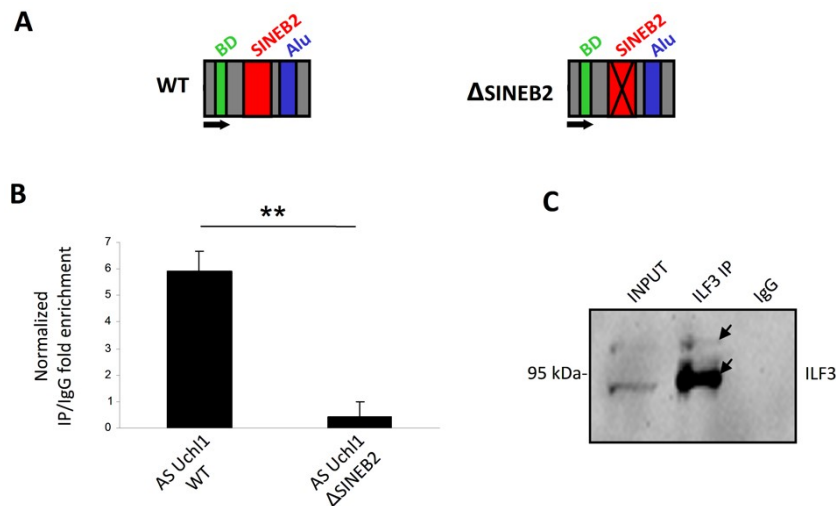 A
BD
SINEB2
Alu
WT
BD
SINEB2
Alu
ΔSINEB2
B
**
Normalized
IP/IgG fold enrichment
7
6
5
4
3
2
1
0
AS Uchl1
WT
AS Uchl1
ΔSINEB2
C
INPUT
ILF3 IP
IgG
95 kDa-
ILF3